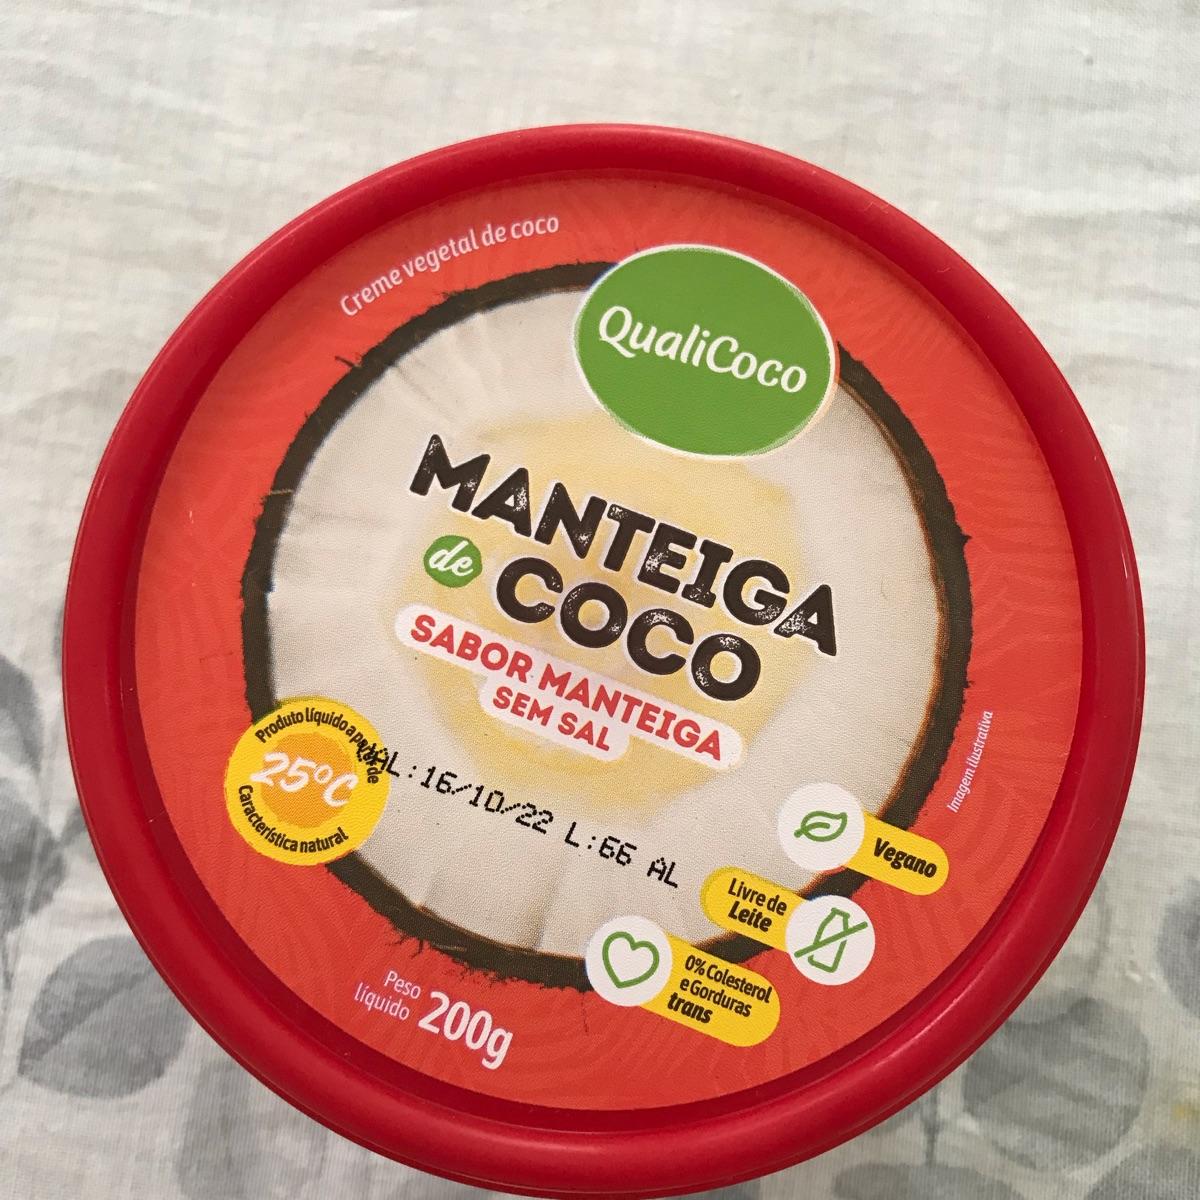 Creme vegetal de coco
QualiCoco
MANTEIGA
de COCO
SABOR MANTEIGA
SEM SAL
Produto líquido a partir de
25°C
Característica natural
VAL:16/10/22 L:66 AL
Imagem ilustrativa
Vegano
Livre de
Leite
0% Colesterol
e Gorduras
trans
Peso
líquido 200g